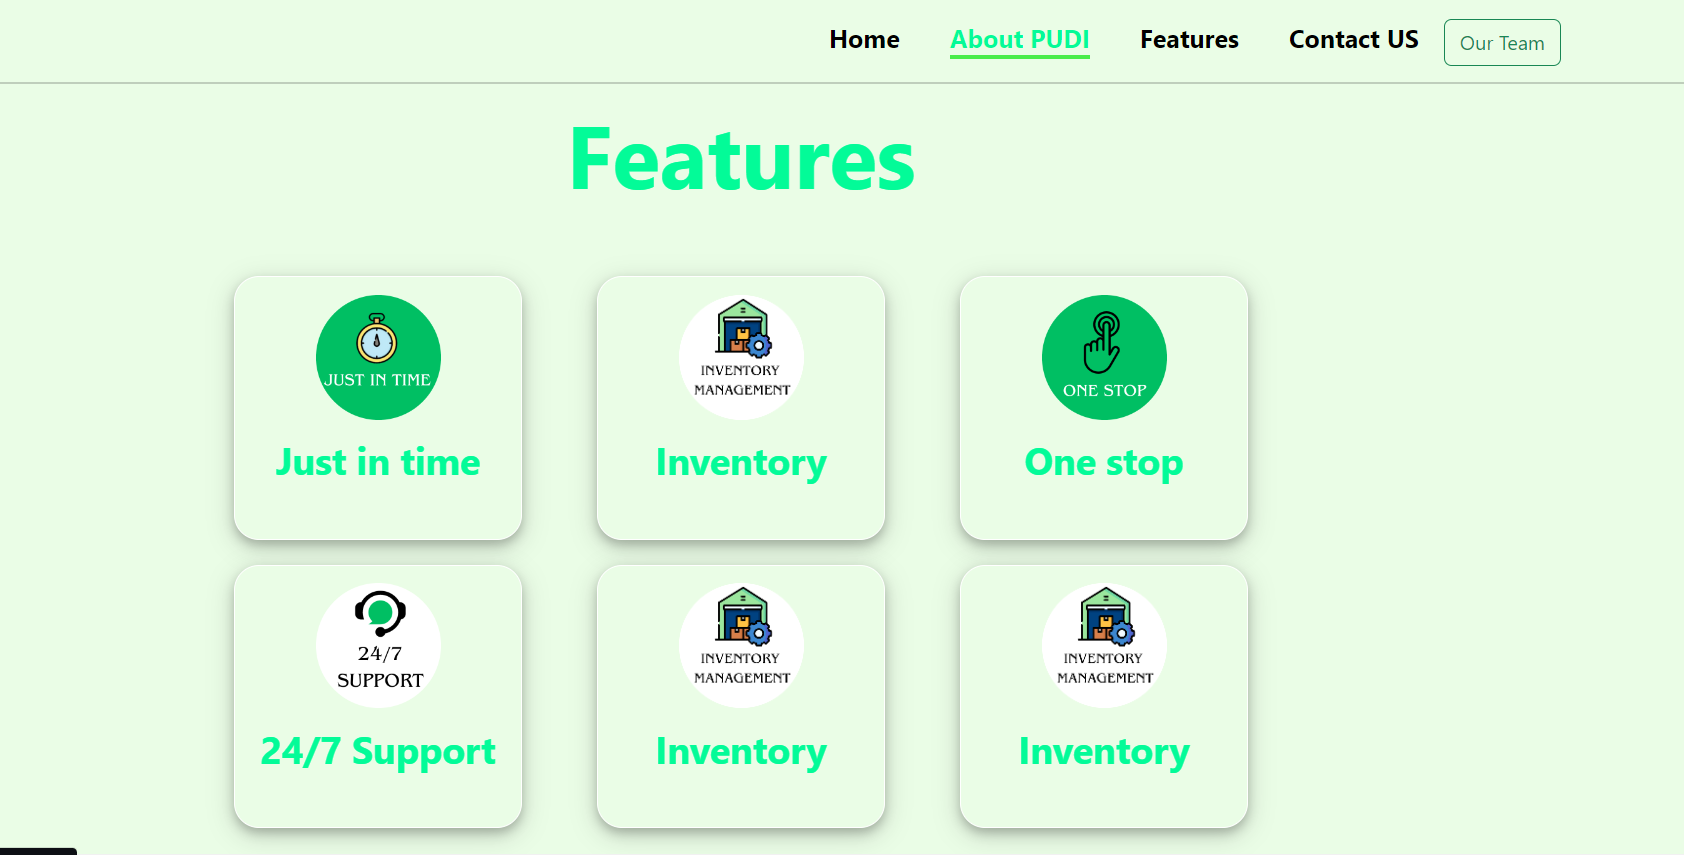 Home About PUDI Features Contact US Our Team
Features
JUST IN TIME
Just in time
INVENTORY
MANAGEMENT
Inventory
ONE STOP
One stop
24/7
SUPPORT
24/7 Support
INVENTORY
MANAGEMENT
Inventory
INVENTORY
MANAGEMENT
Inventory